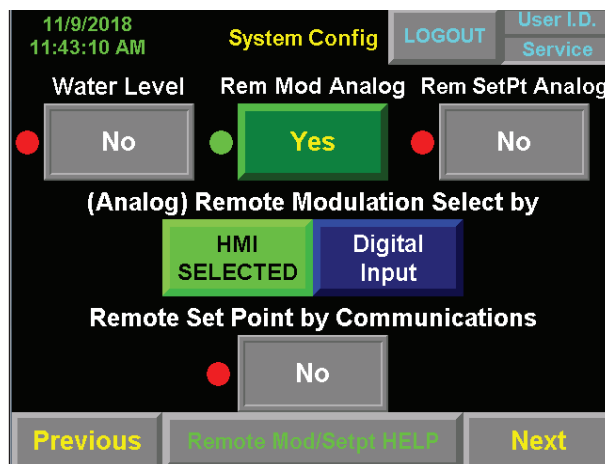 11/9/2018
11:43:10 AM
System Config
LOGOUT
User I.D.
Service
Water Level
Rem Mod Analog
Rem SetPt Analog
No
Yes
No
(Analog) Remote Modulation Select by
HMI
SELECTED
Digital
Input
Remote Set Point by Communications
No
Previous
Remote Mod/Setpt HELP
Next